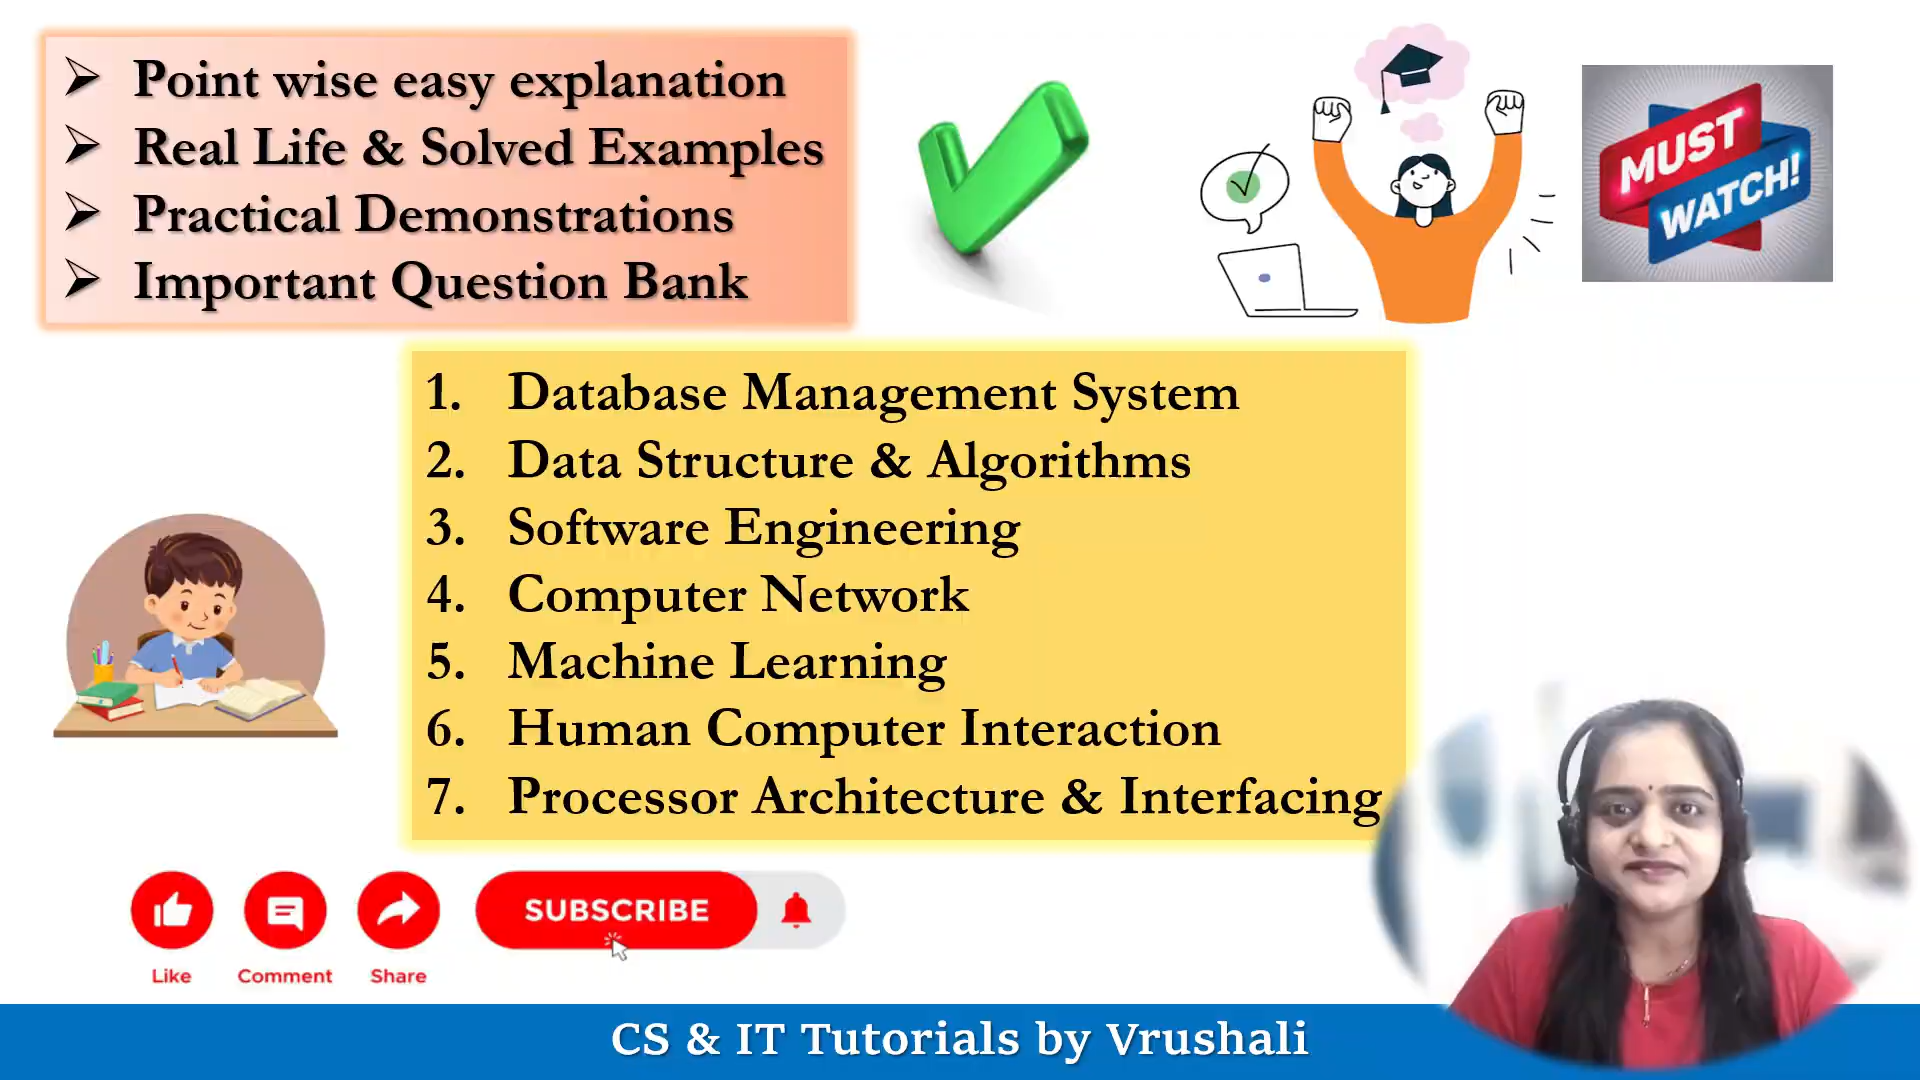 Point wise easy explanation
Real Life & Solved Examples
Practical Demonstrations
Important Question Bank
MUST
WATCH!
1. Database Management System
2. Data Structure & Algorithms
3. Software Engineering
4. Computer Network
5. Machine Learning
6. Human Computer Interaction
7. Processor Architecture & Interfacing
SUBSCRIBE
Like Comment Share
CS & IT Tutorials by Vrushali